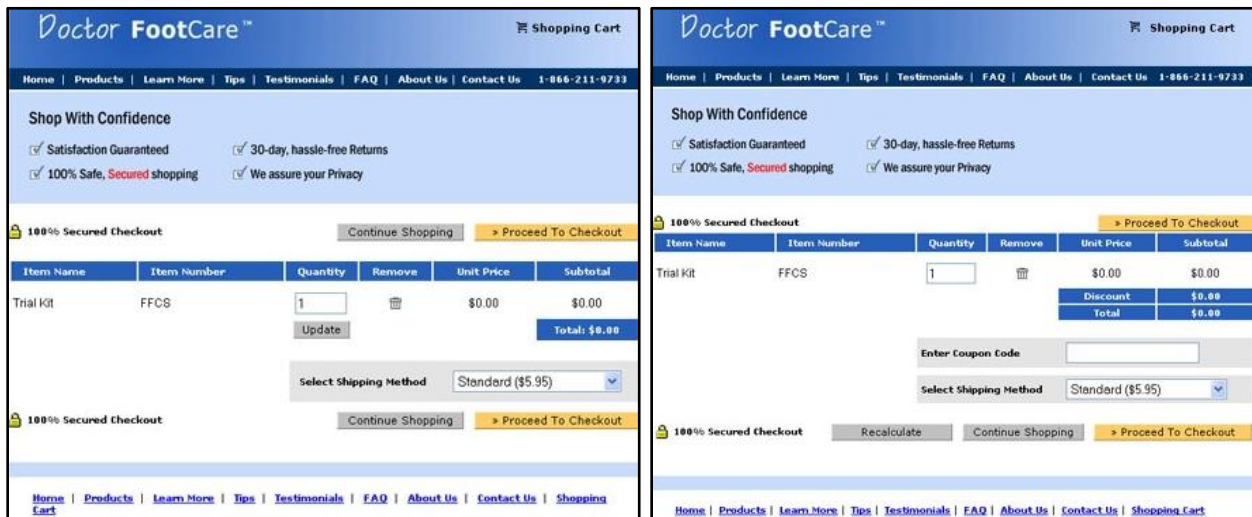 Doctor FootCare™
Shopping Cart
Home | Products | Learn More | Tips | Testimonials | FAQ | About Us | Contact Us 1-866-211-9733
Shop With Confidence
Satisfaction Guaranteed 30-day, hassle-free Returns
100% Safe, Secured shopping We assure your Privacy
100% Secured Checkout Continue Shopping » Proceed To Checkout
Item Name Item Number Quantity Remove Unit Price Subtotal
Trial Kit FFCS 1 $0.00 $0.00
Update Total: $0.00
Select Shipping Method Standard ($5.95)
100% Secured Checkout Continue Shopping » Proceed To Checkout
Home | Products | Learn More | Tips | Testimonials | FAQ | About Us | Contact Us | Shopping
Cart
Doctor FootCare™
Shopping Cart
Home | Products | Learn More | Tips | Testimonials | FAQ | About Us | Contact Us 1-866-211-9733
Shop With Confidence
Satisfaction Guaranteed 30-day, hassle-free Returns
100% Safe, Secured shopping We assure your Privacy
100% Secured Checkout » Proceed To Checkout
Item Name Item Number Quantity Remove Unit Price Subtotal
Trial Kit FFCS 1 $0.00 $0.00
Discount $0.00
Total $0.00
Enter Coupon Code
Select Shipping Method Standard ($5.95)
100% Secured Checkout Recalculate Continue Shopping » Proceed To Checkout
Home | Products | Learn More | Tips | Testimonials | FAQ | About Us | Contact Us | Shopping Cart